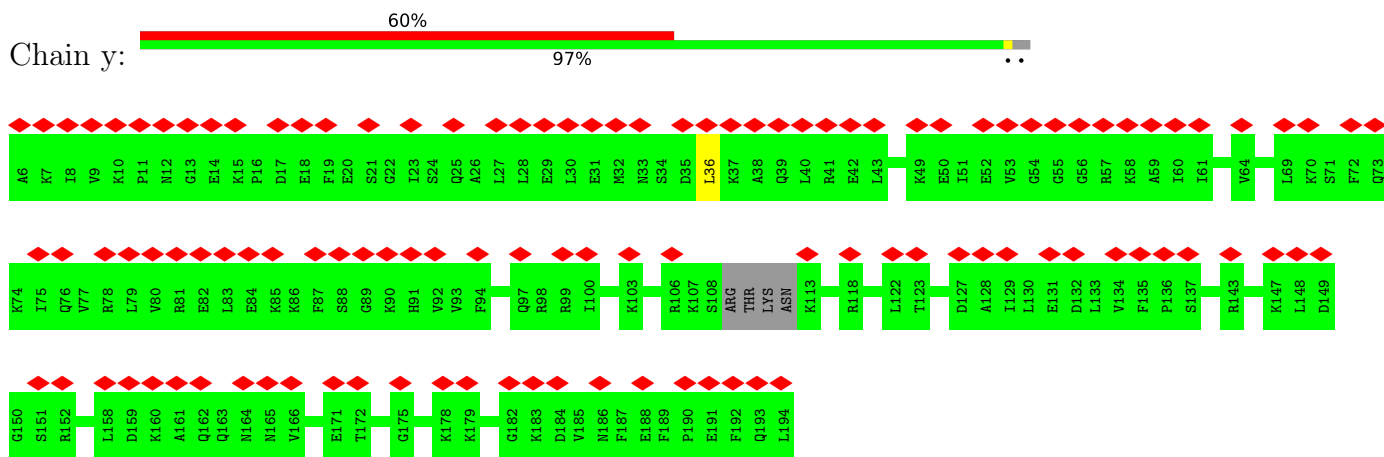 60%
Chain y:
97%
• •
A6 K7 I8 V9 K10 P11 N12 G13 E14 K15 P16 D17 E18 F19 E20 S21 G22 I23 S24 Q25 A26 L27 L28 E29 L30 E31 M32 N33 S34 D35 L36 K37 A38 Q39 L40 R41 E42 L43 K49 E50 I51 E52 V53 G54 G55 G56 R57 K58 A59 I60 I61 V64 L69 K70 S71 F72 Q73
K74 I75 Q76 V77 R78 L79 V80 R81 E82 L83 E84 K85 K86 F87 S88 G89 K90 H91 V92 V93 F94 Q97 R98 R99 I100 K103 R106 K107 S108 ARG THR LYS ASN K113 R118 L122 T123 D127 A128 I129 L130 E131 D132 L133 V134 F135 P136 S137 R143 K147 L148 D149
G150 S151 R152 L158 D159 K160 A161 Q162 Q163 N164 N165 V166 E171 T172 G175 K178 K179 G182 K183 D184 V185 N186 F187 E188 F189 P190 E191 F192 Q193 L194